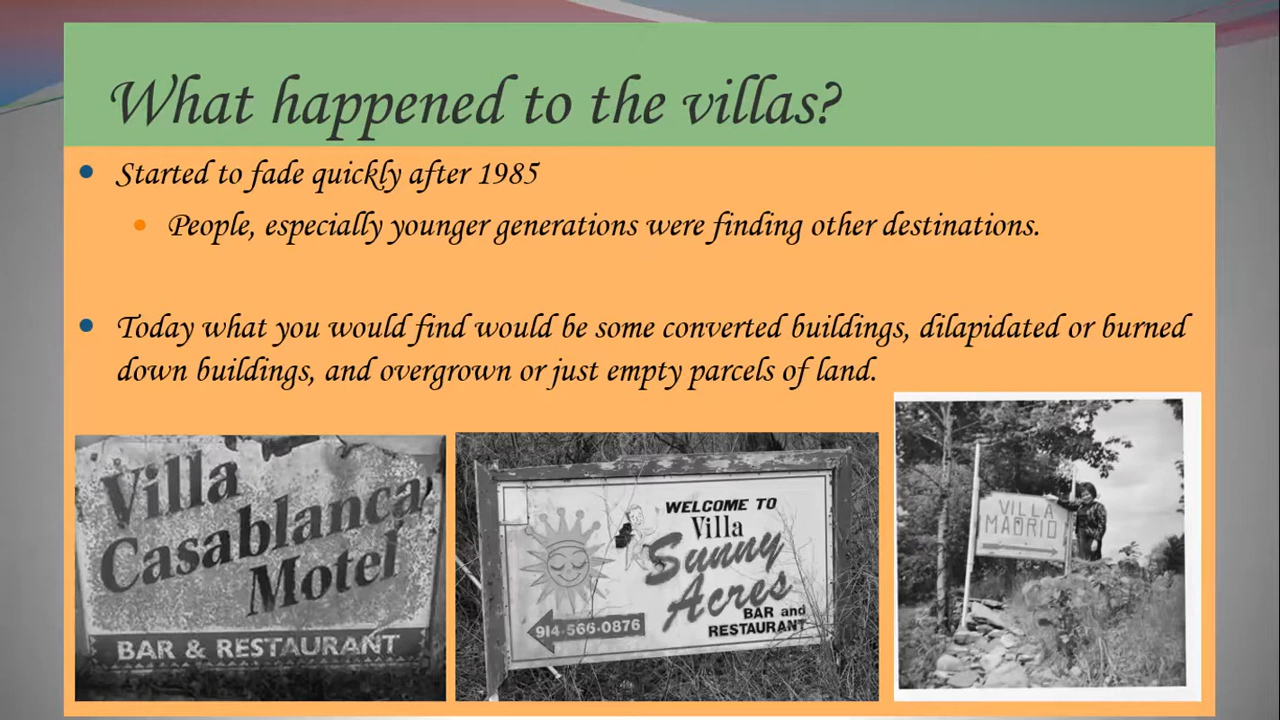 What happened to the villas?
Started to fade quickly after 1985
People, especially younger generations were finding other destinations.
Today what you would find would be some converted buildings, dilapidated or burned
down buildings, and overgrown or just empty parcels of land.
Villa
Casablanca
Motel
BAR & RESTAURANT
WELCOME TO
Villa
Sunny
Acres
BAR and
RESTAURANT
914-566-0876
VILLA
MADRID